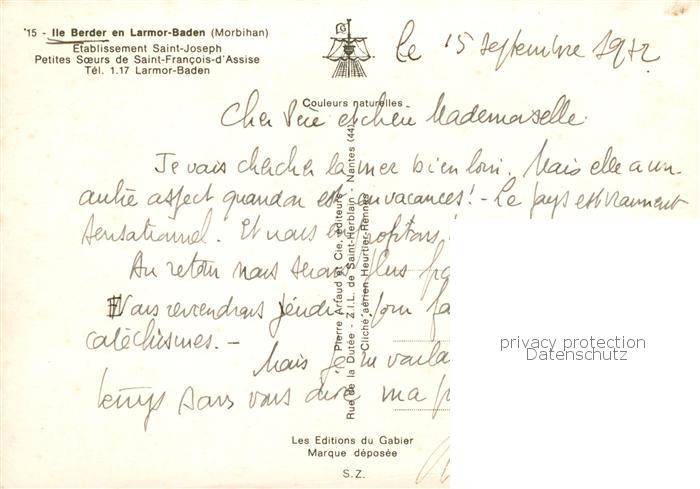 '15 - Ile Berder en Larmor-Baden (Morbihan)
Etablissement Saint-Joseph
Petites Sœurs de Saint-François-d'Assise
Tél. 1.17 Larmor-Baden
Le 15 septembre 1972
Couleurs naturelles
Cher Père et chère Mademoiselle
Je vais chercher la mer bien loin. Mais elle a un
autre aspect quand on est en vacances! - Le pays est vraiment
sensationnel. Et nous en profitons
Au retour nous serons plus
Nous reviendrons jeudi pour
catéchismes. -
Mais je ne voulais
temps sans vous dire ma
Pierre Artaud et Cie, éditeurs
Rue de la Dutée - Z.I.L. de Saint-Herblain - Nantes (44)
Cliché aérien Heurtier-Rennes
privacy protection
Datenschutz
Les Editions du Gabier
Marque déposée
S.Z.